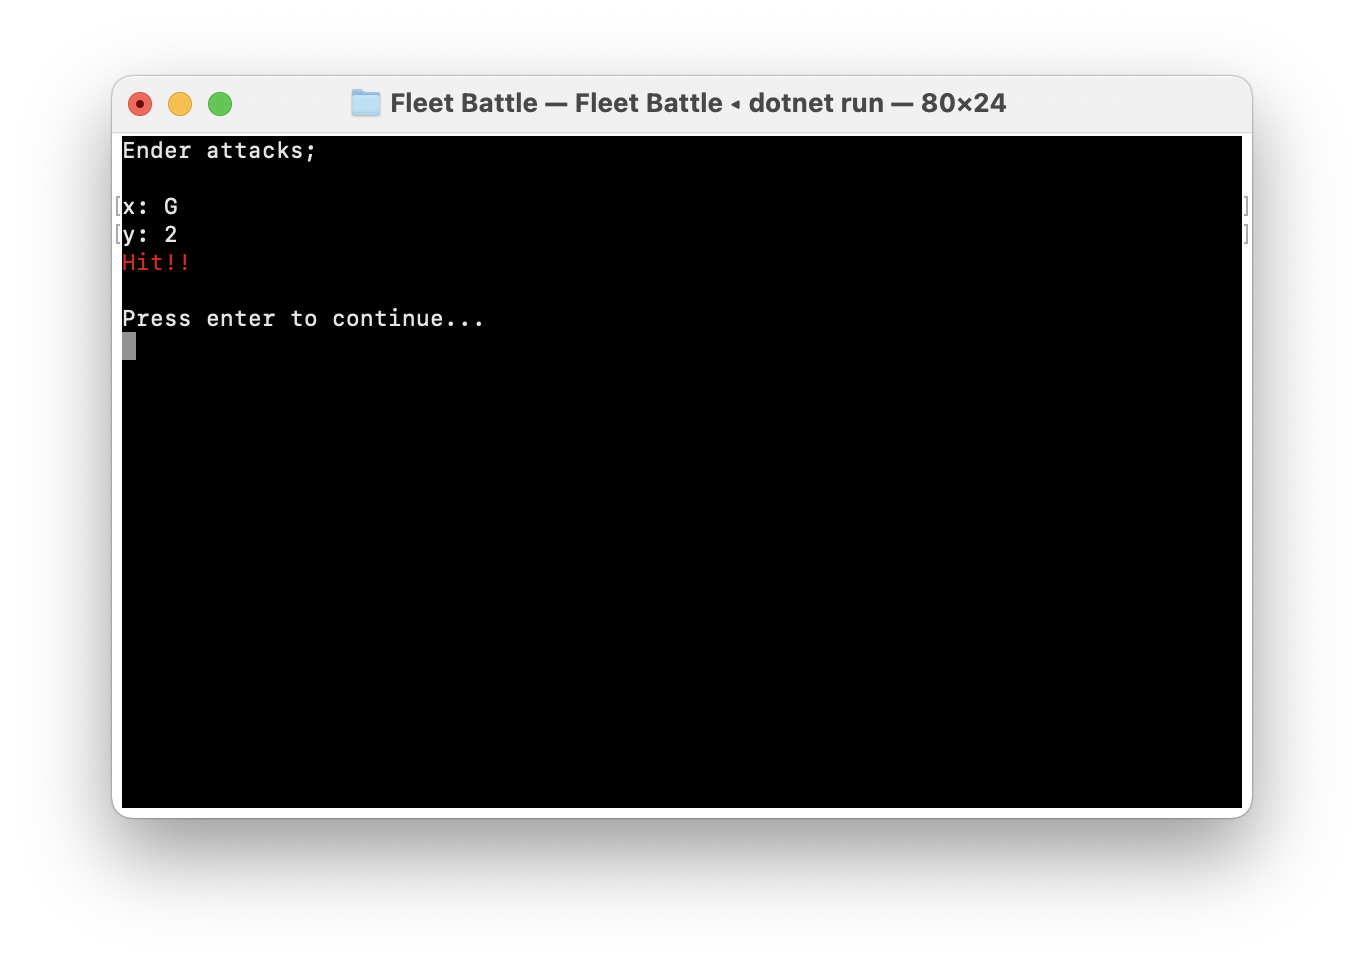 Fleet Battle — Fleet Battle ◂ dotnet run — 80×24
Ender attacks;
[x: G ]
[y: 2 ]
Hit!!
Press enter to continue...